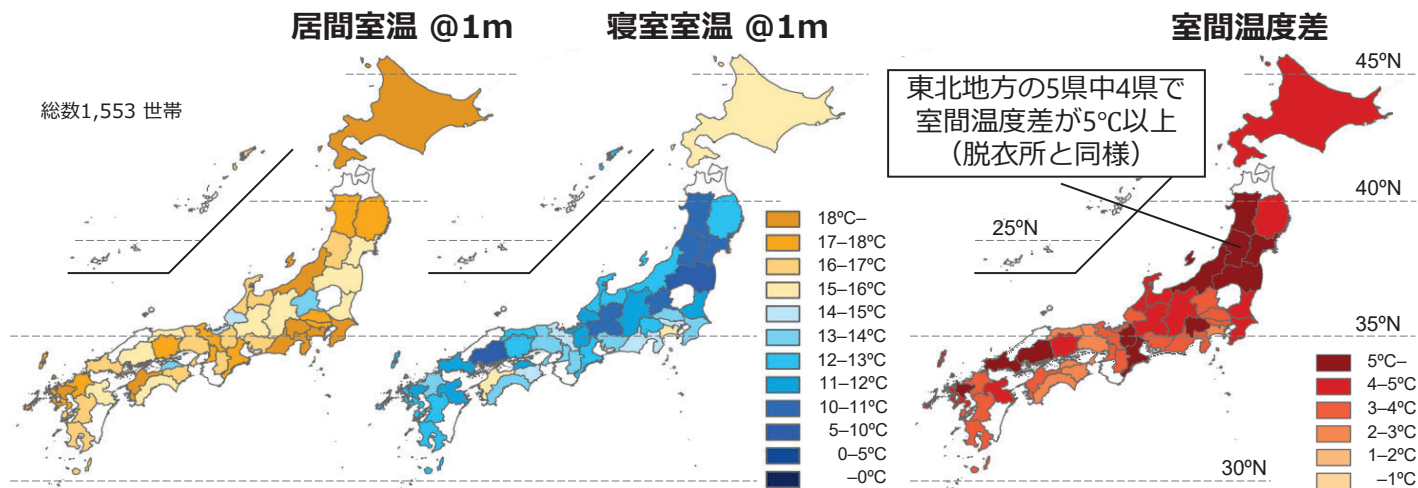 居間室温 @1m
寝室室温 @1m
室間温度差
総数1,553 世帯
東北地方の5県中4県で
室間温度差が5℃以上
（脱衣所と同様）
45ºN
40ºN
25ºN
35ºN
30ºN
18ºC–
17–18ºC
16–17ºC
15–16ºC
14–15ºC
13–14ºC
12–13ºC
11–12ºC
10–11ºC
5–10ºC
0–5ºC
–0ºC
5ºC–
4–5ºC
3–4ºC
2–3ºC
1–2ºC
–1ºC